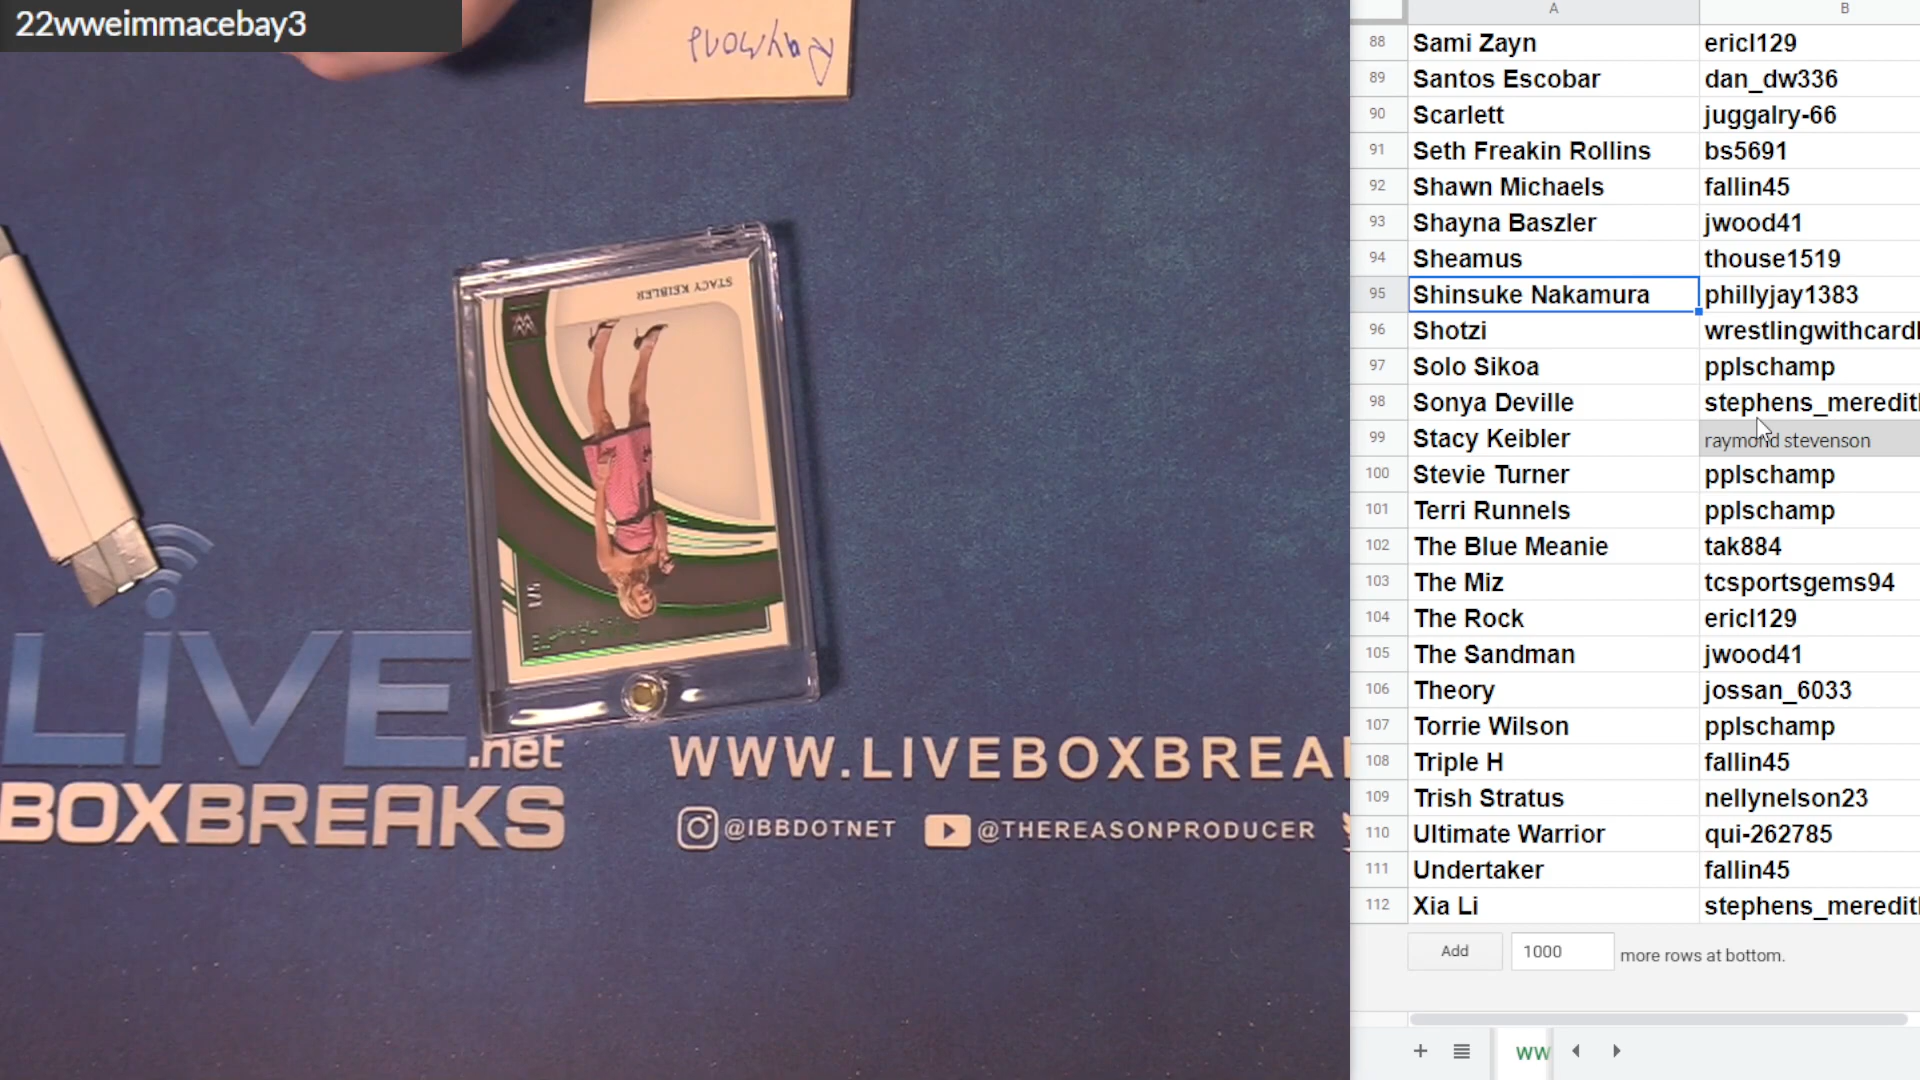 22wweimmacebay3
Raymond
STACY KEIBLER
LiVE
.net
BOXBREAKS
WWW.LIVEBOXBREA
@IBBDOTNET
@THEREASONPRODUCER
A B
88 Sami Zayn ericl129
89 Santos Escobar dan_dw336
90 Scarlett juggalry-66
91 Seth Freakin Rollins bs5691
92 Shawn Michaels fallin45
93 Shayna Baszler jwood41
94 Sheamus thouse1519
95 Shinsuke Nakamura phillyjay1383
96 Shotzi wrestlingwithcard
97 Solo Sikoa pplschamp
98 Sonya Deville stephens_meredit
99 Stacy Keibler raymond stevenson
100 Stevie Turner pplschamp
101 Terri Runnels pplschamp
102 The Blue Meanie tak884
103 The Miz tcsportsgems94
104 The Rock ericl129
105 The Sandman jwood41
106 Theory jossan_6033
107 Torrie Wilson pplschamp
108 Triple H fallin45
109 Trish Stratus nellynelson23
110 Ultimate Warrior qui-262785
111 Undertaker fallin45
112 Xia Li stephens_meredit
Add 1000 more rows at bottom.
WW